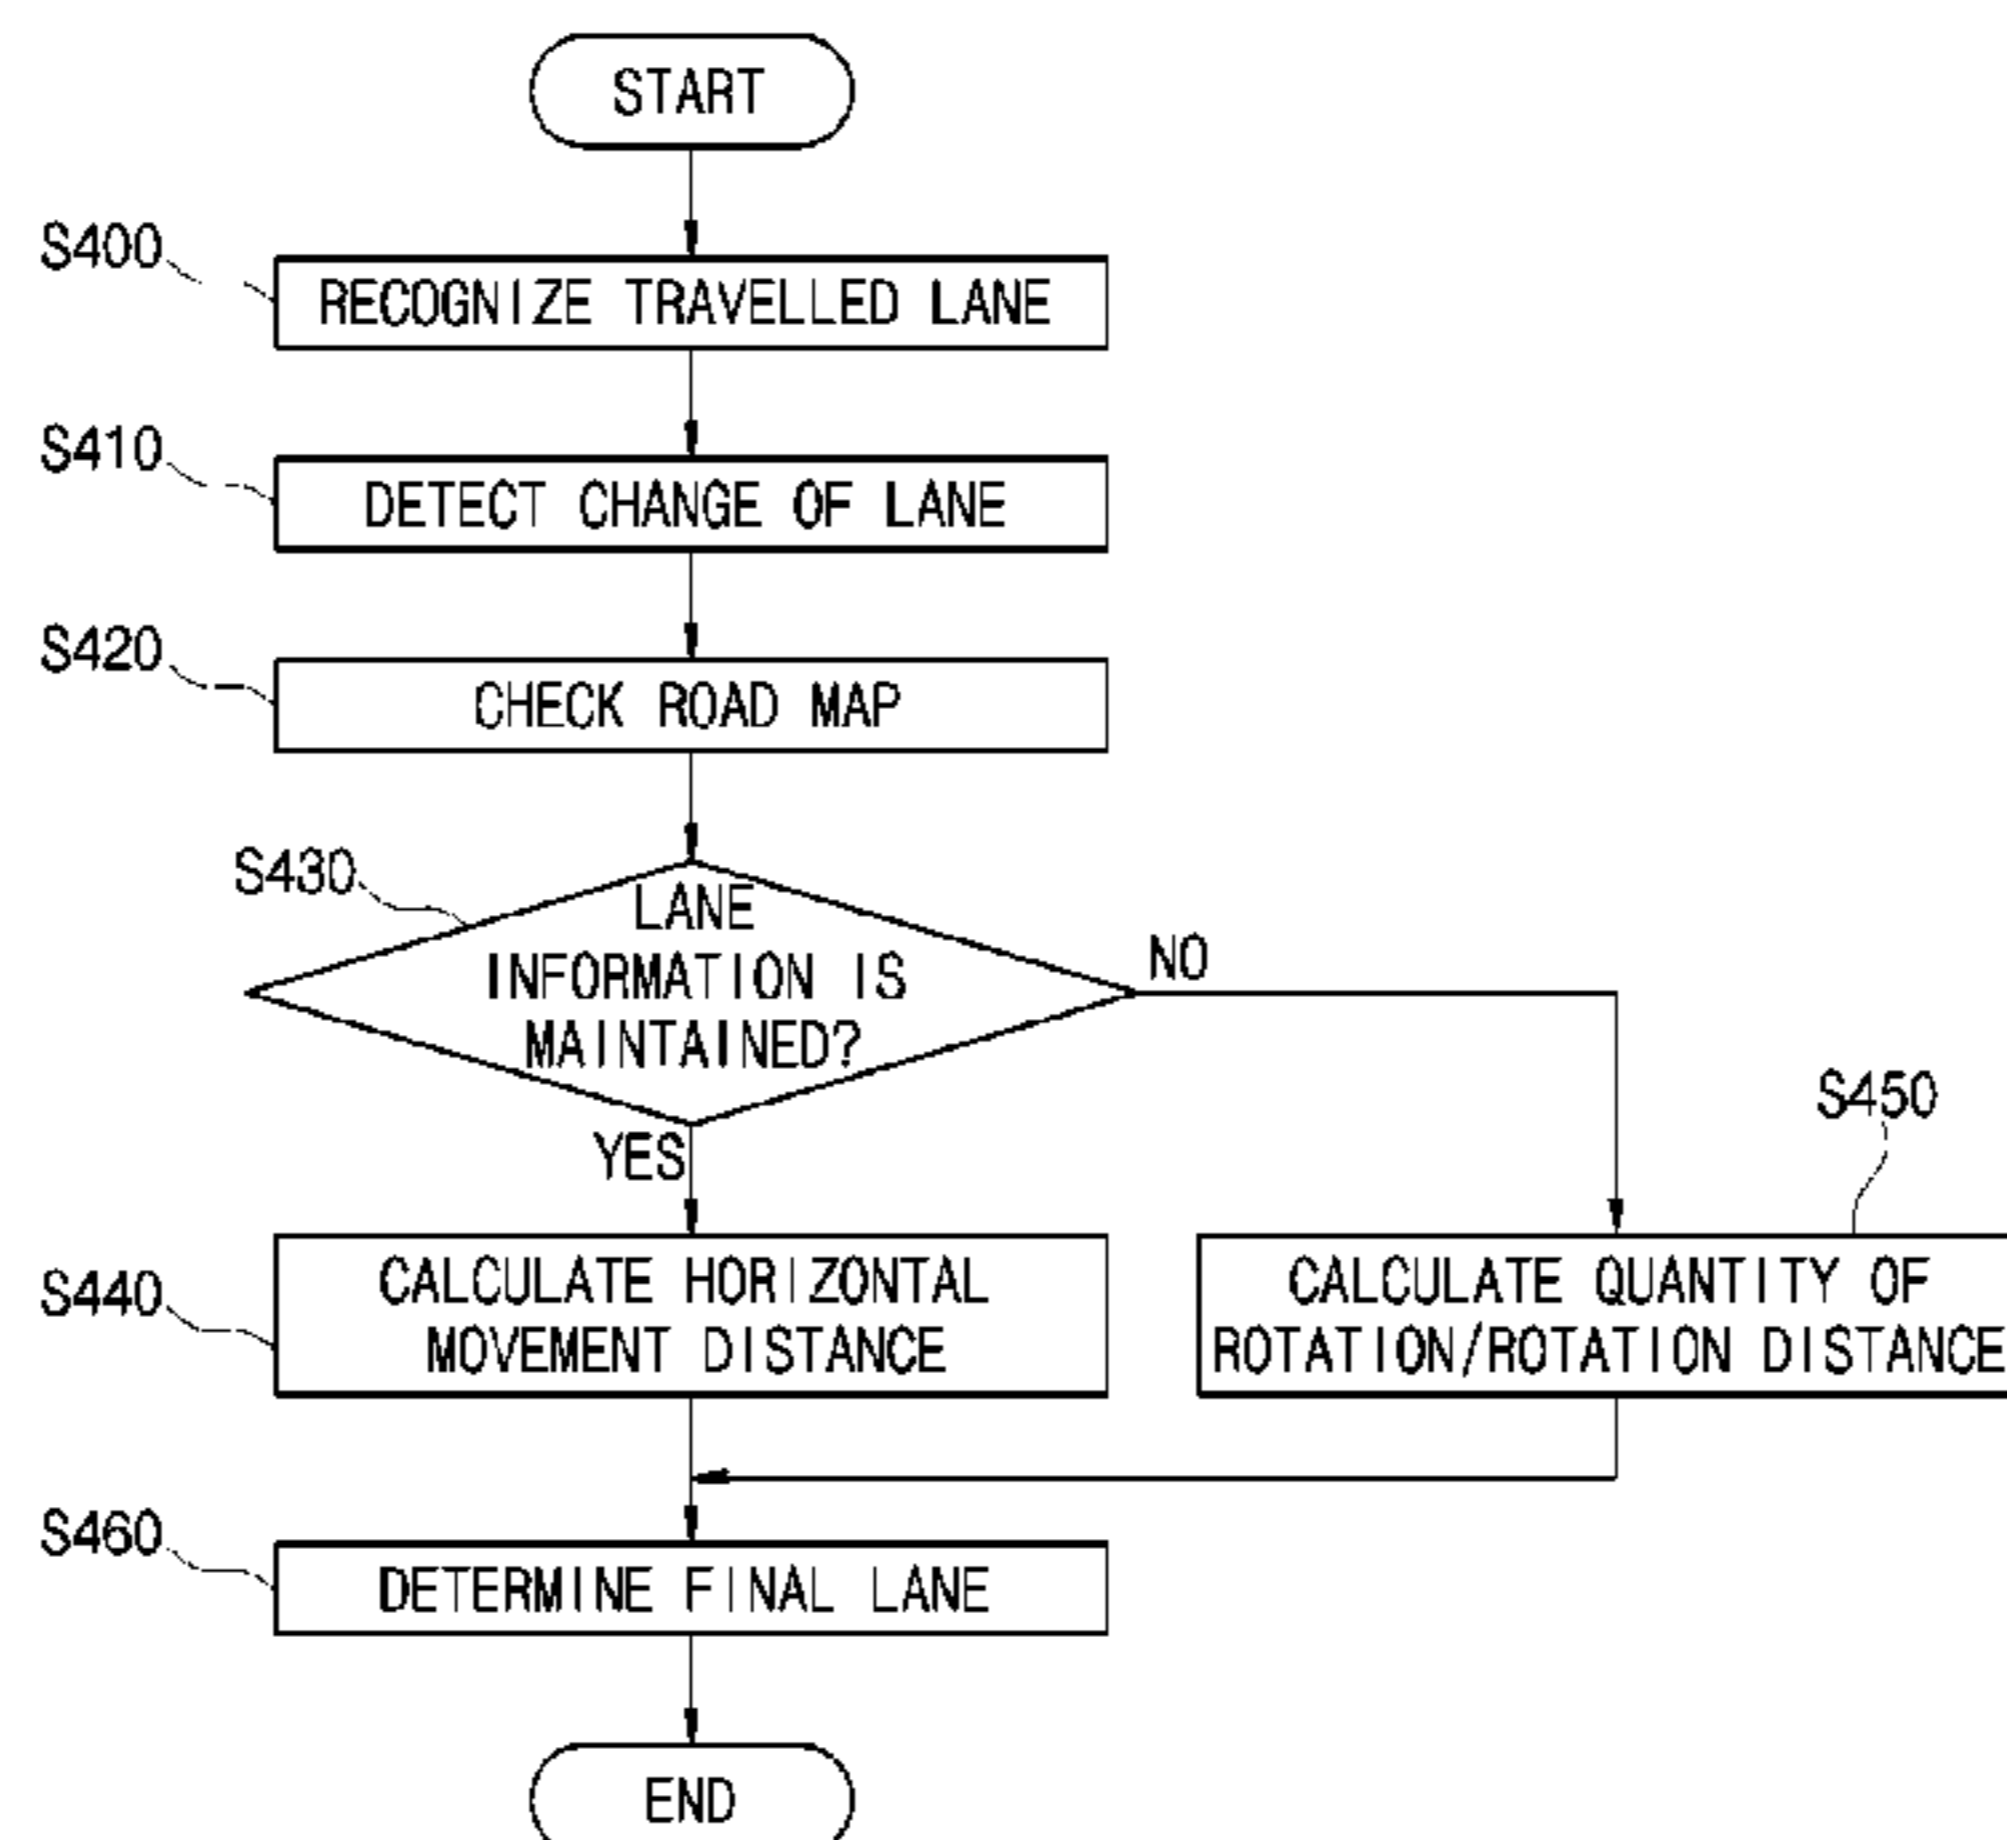 START
S400
RECOGNIZE TRAVELLED LANE
S410
DETECT CHANGE OF LANE
S420
CHECK ROAD MAP
S430
LANE
INFORMATION IS
MAINTAINED?
NO
YES
S440
CALCULATE HORIZONTAL
MOVEMENT DISTANCE
S450
CALCULATE QUANTITY OF
ROTATION/ROTATION DISTANCE
S460
DETERMINE FINAL LANE
END